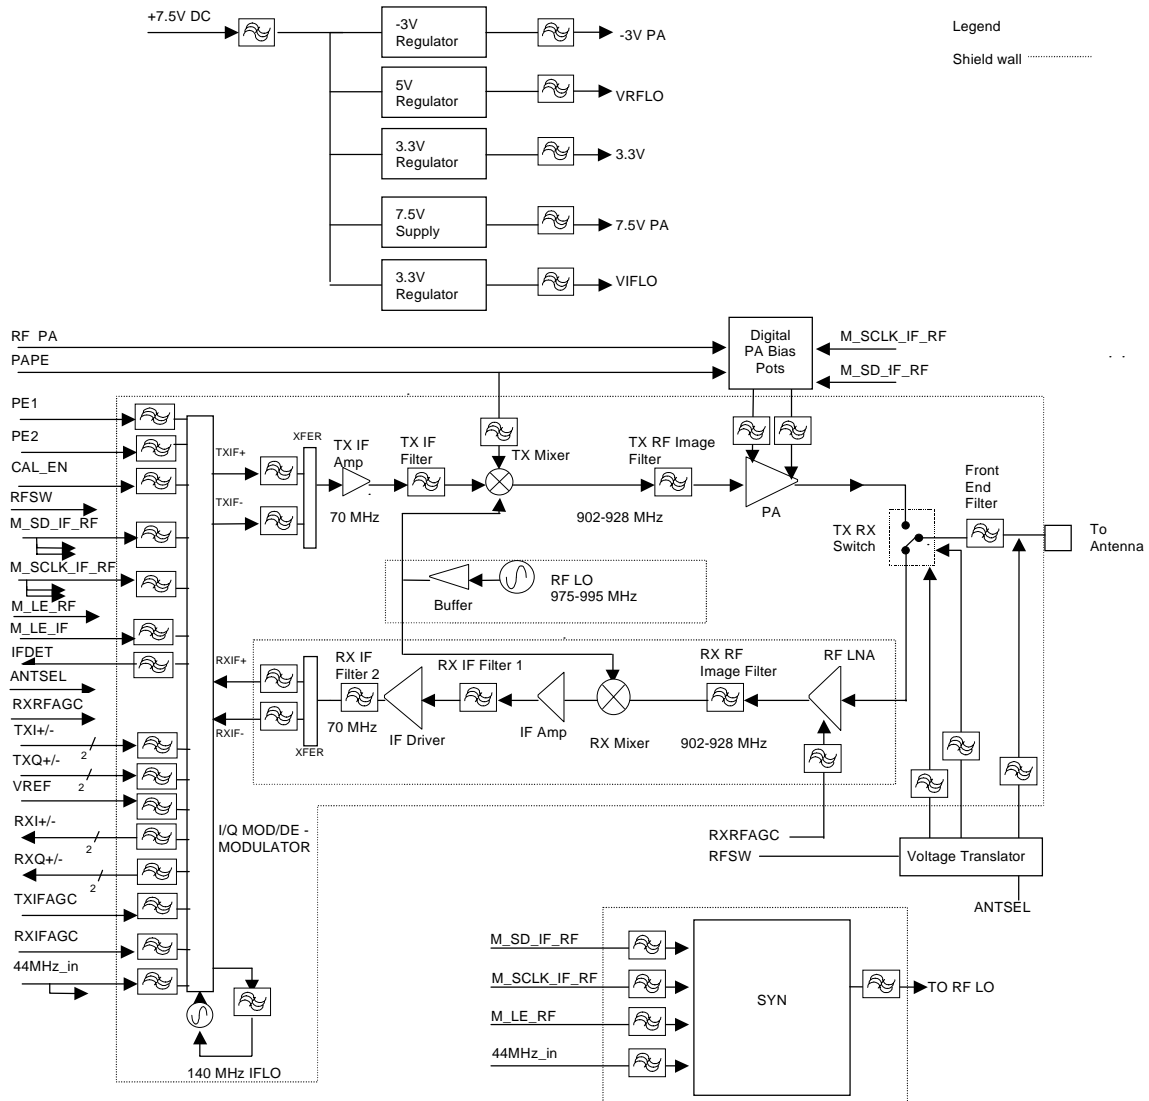 +7.5V DC
-3V
Regulator
-3V PA
Legend
Shield wall
5V
Regulator
VRFLO
3.3V
Regulator
3.3V
7.5V
Supply
7.5V PA
3.3V
Regulator
VIFLO
RF_PA
PAPE
Digital
PA Bias
Pots
M_SCLK_IF_RF
M_SD_IF_RF
PE1
PE2
CAL_EN
RFSW
M_SD_IF_RF
M_SCLK_IF_RF
M_LE_RF
M_LE_IF
IFDET
ANTSEL
RXRFAGC
TXI+/-
2
TXQ+/-
2
VREF
RXI+/-
2
RXQ+/-
2
TXIFAGC
RXIFAGC
44MHz_in
I/Q MOD/DE -
MODULATOR
140 MHz IFLO
TXIF+
TXIF-
XFER
TX IF
Amp
70 MHz
TX IF
Filter
TX Mixer
902-928 MHz
TX RF Image
Filter
PA
TX RX
Switch
Front
End
Filter
To
Antenna
Buffer
RF LO
975-995 MHz
RXIF+
RXIF-
XFER
RX IF
Filter 2
70 MHz
IF Driver
RX IF Filter 1
IF Amp
RX Mixer
RX RF
Image Filter
902-928 MHz
RF LNA
RXRFAGC
RFSW
Voltage Translator
ANTSEL
M_SD_IF_RF
M_SCLK_IF_RF
M_LE_RF
44MHz_in
SYN
TO RF LO